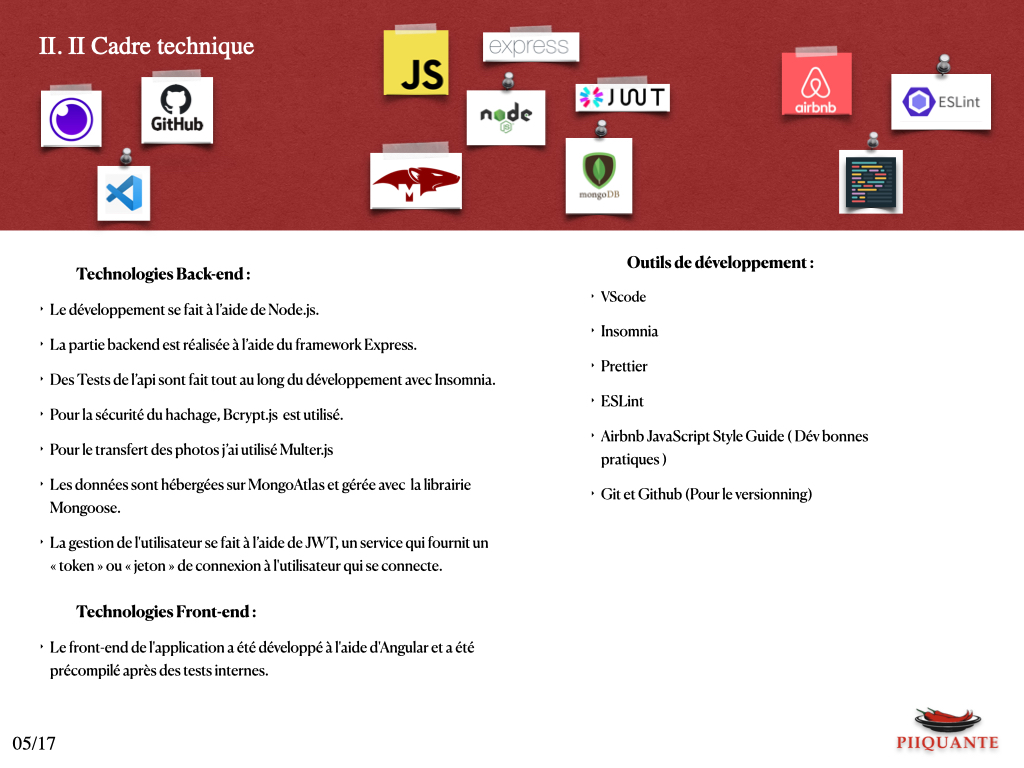 II. II Cadre technique
GitHub
JS
express
node
JS
JWT
M
mongoDB
airbnb
ESLint
Technologies Back-end :
‣ Le développement se fait à l'aide de Node.js.
‣ La partie backend est réalisée à l'aide du framework Express.
‣ Des Tests de l'api sont fait tout au long du développement avec Insomnia.
‣ Pour la sécurité du hachage, Bcrypt.js est utilisé.
‣ Pour le transfert des photos j'ai utilisé Multer.js
‣ Les données sont hébergées sur MongoAtlas et gérée avec la librairie
Mongoose.
‣ La gestion de l'utilisateur se fait à l'aide de JWT, un service qui fournit un
« token » ou « jeton » de connexion à l'utilisateur qui se connecte.
Technologies Front-end :
‣ Le front-end de l'application a été développé à l'aide d'Angular et a été
précompilé après des tests internes.
Outils de développement :
‣ VScode
‣ Insomnia
‣ Prettier
‣ ESLint
‣ Airbnb JavaScript Style Guide ( Dév bonnes
pratiques )
‣ Git et Github (Pour le versionning)
05/17
PIIQUANTE